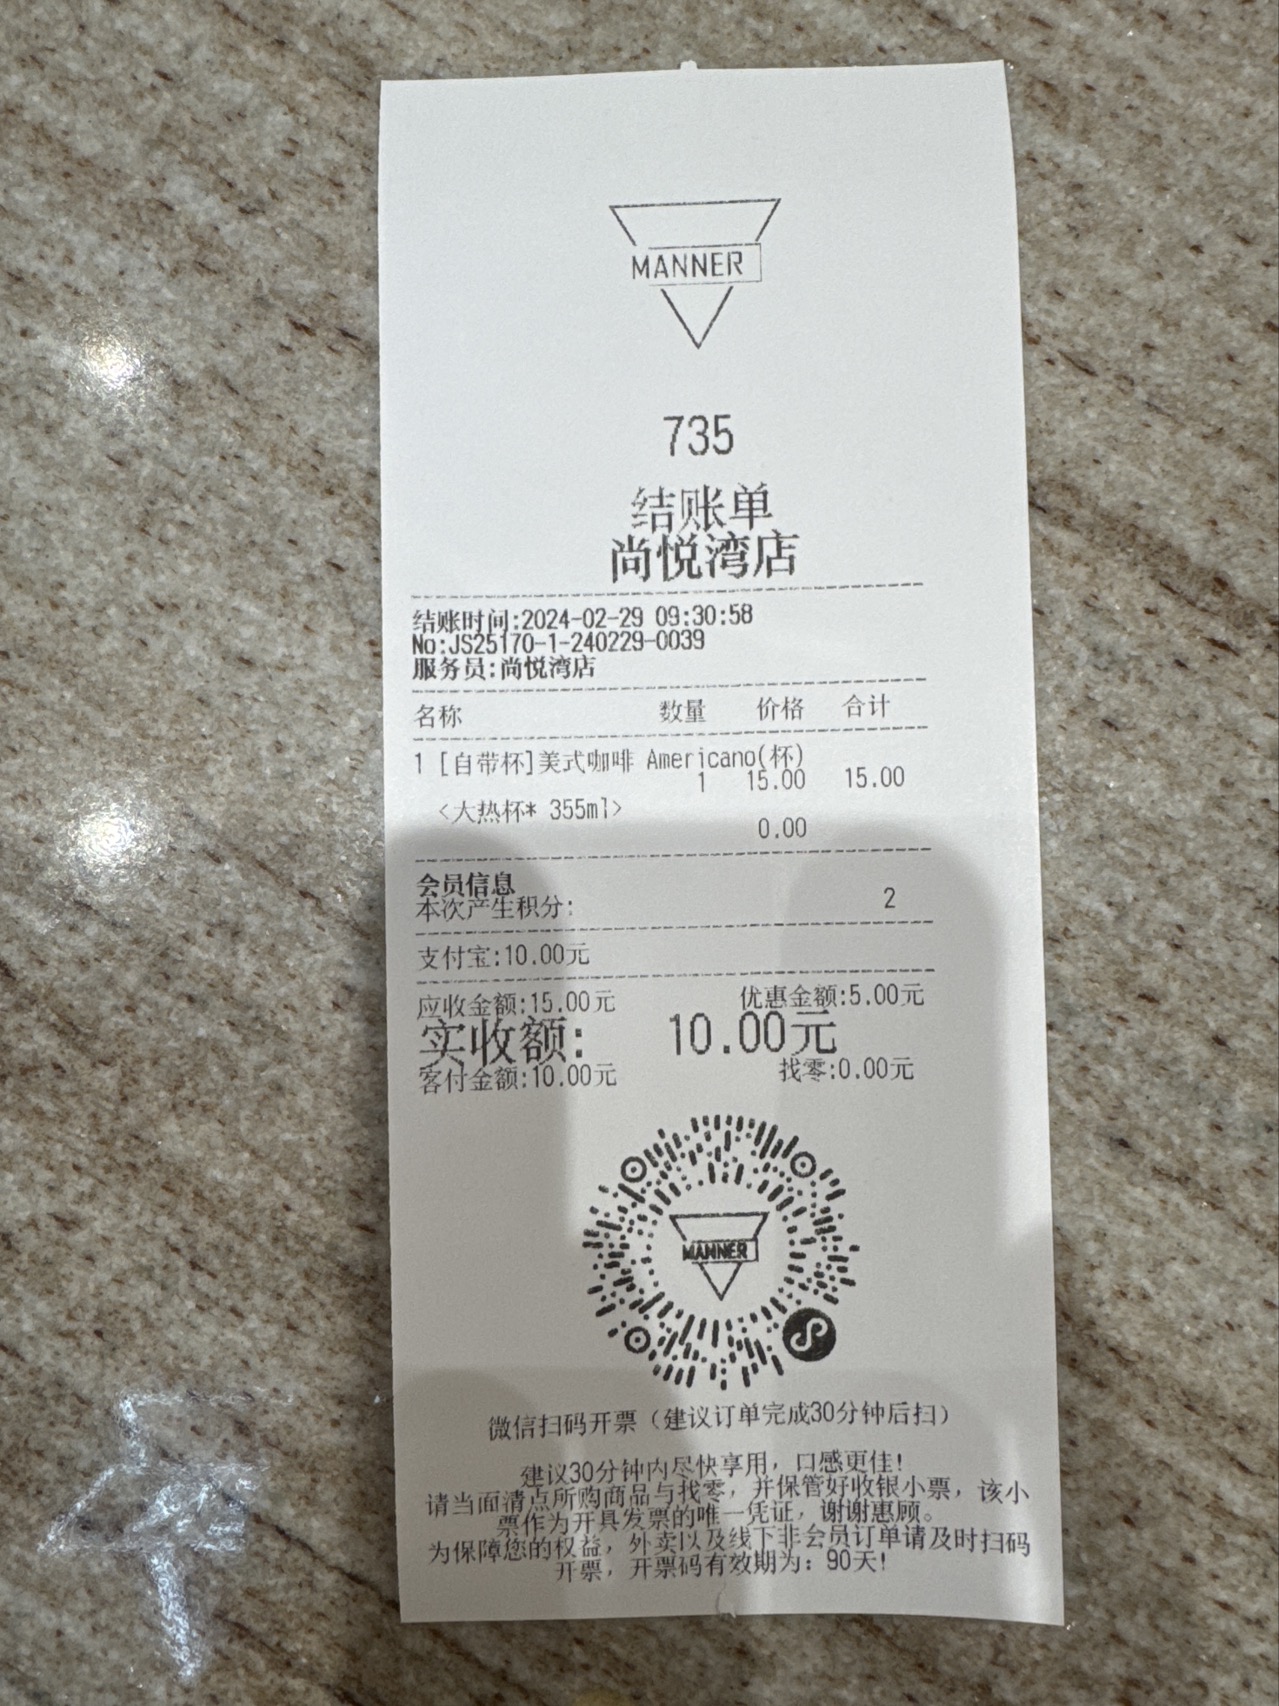 MANNER
735
结账单
尚悦湾店
结账时间:2024-02-29 09:30:58
No:JS25170-1-240229-0039
服务员:尚悦湾店
名称 数量 价格 合计
1 [自带杯]美式咖啡 Americano(杯)
1 15.00 15.00
<大热杯* 355ml>
0.00
会员信息
本次产生积分: 2
支付宝:10.00元
应收金额:15.00元 优惠金额:5.00元
实收额: 10.00元
客付金额:10.00元 找零:0.00元
MANNER
微信扫码开票（建议订单完成30分钟后扫）
建议30分钟内尽快享用，口感更佳!
请当面清点所购商品与找零，并保管好收银小票，该小
票作为开具发票的唯一凭证，谢谢惠顾。
为保障您的权益，外卖以及线下非会员订单请及时扫码
开票，开票码有效期为：90天!